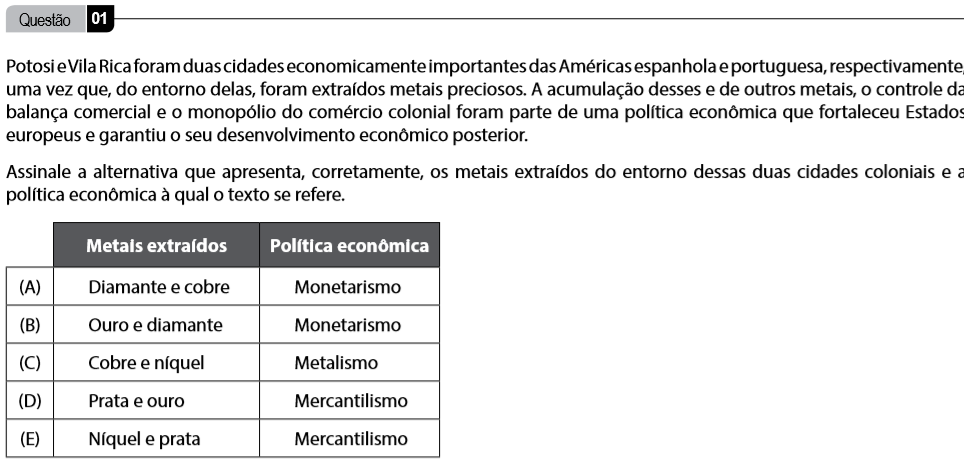 Questão 01
Potosi e Vila Rica foram duas cidades economicamente importantes das Américas espanhola e portuguesa, respectivamente,
uma vez que, do entorno delas, foram extraídos metais preciosos. A acumulação desses e de outros metais, o controle da
balança comercial e o monopólio do comércio colonial foram parte de uma política econômica que fortaleceu Estados
europeus e garantiu o seu desenvolvimento econômico posterior.
Assinale a alternativa que apresenta, corretamente, os metais extraídos do entorno dessas duas cidades coloniais e a
política econômica à qual o texto se refere.
Metais extraídos Política econômica
(A) Diamante e cobre Monetarismo
(B) Ouro e diamante Monetarismo
(C) Cobre e níquel Metalismo
(D) Prata e ouro Mercantilismo
(E) Níquel e prata Mercantilismo